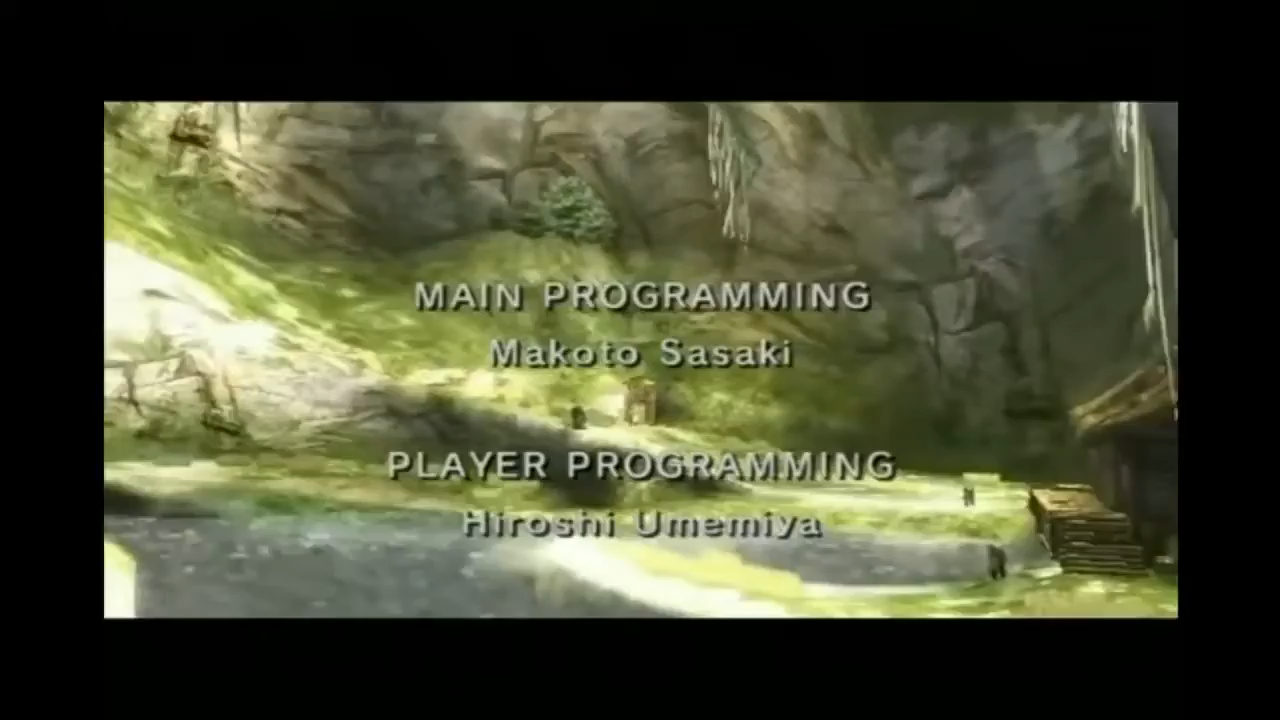 MAIN PROGRAMMING
Makoto Sasaki
PLAYER PROGRAMMING
Hiroshi Umemiya